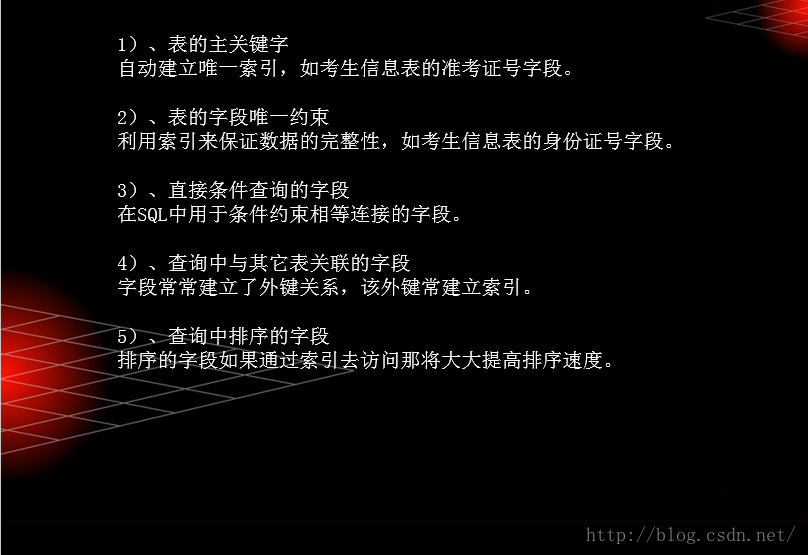 1)、表的主关键字
自动建立唯一索引，如考生信息表的准考证号字段。
2)、表的字段唯一约束
利用索引来保证数据的完整性，如考生信息表的身份证号字段。
3)、直接条件查询的字段
在SQL中用于条件约束相等连接的字段。
4)、查询中与其它表关联的字段
字段常常建立了外键关系，该外键常建立索引。
5)、查询中排序的字段
排序的字段如果通过索引去访问那将大大提高排序速度。
http://blog.csdn.net/